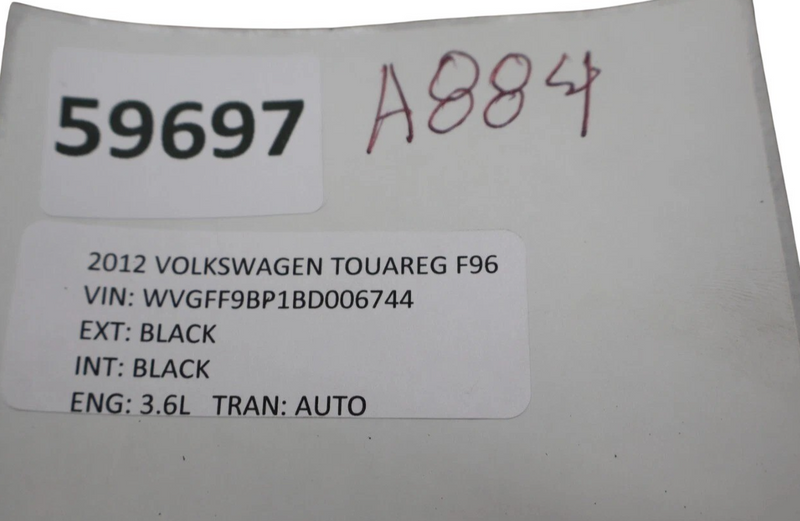 59697
A884
2012 VOLKSWAGEN TOUAREG F96
VIN: WVGFF9BP1BD006744
EXT: BLACK
INT: BLACK
ENG: 3.6L TRAN: AUTO